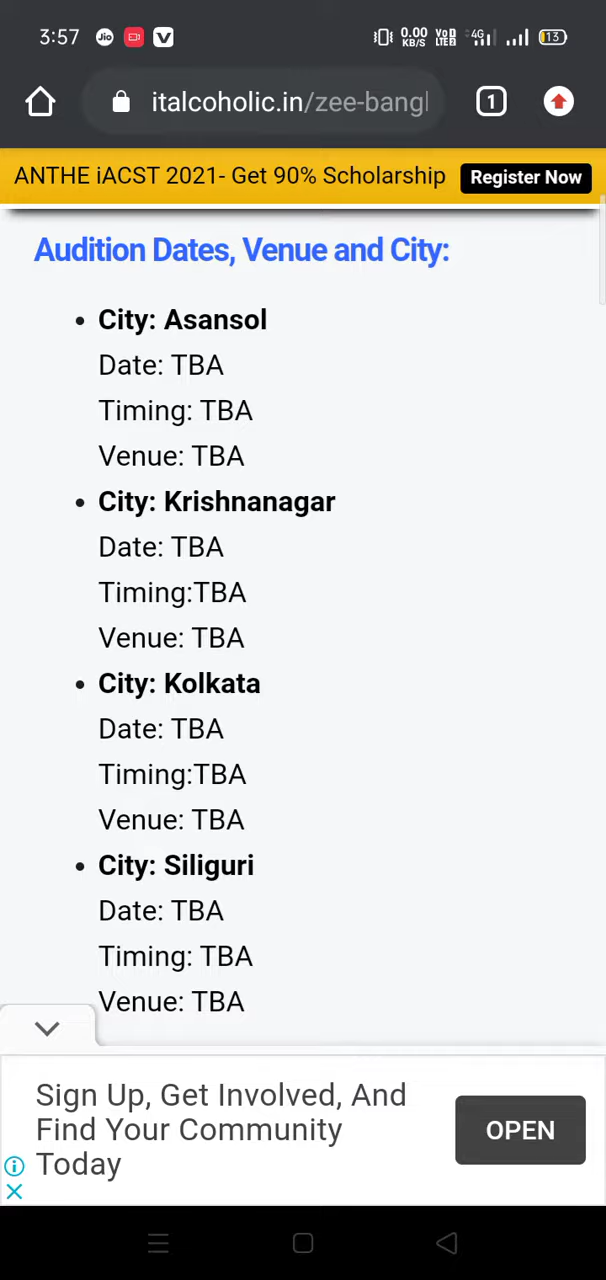 3:57 Jio V 0.00 KB/S VoD LTE2 4G 13
italcoholic.in/zee-bangl 1
ANTHE iACST 2021- Get 90% Scholarship Register Now
Audition Dates, Venue and City:
• City: Asansol
Date: TBA
Timing: TBA
Venue: TBA
• City: Krishnanagar
Date: TBA
Timing:TBA
Venue: TBA
• City: Kolkata
Date: TBA
Timing:TBA
Venue: TBA
• City: Siliguri
Date: TBA
Timing: TBA
Venue: TBA
Sign Up, Get Involved, And
Find Your Community
Today
OPEN